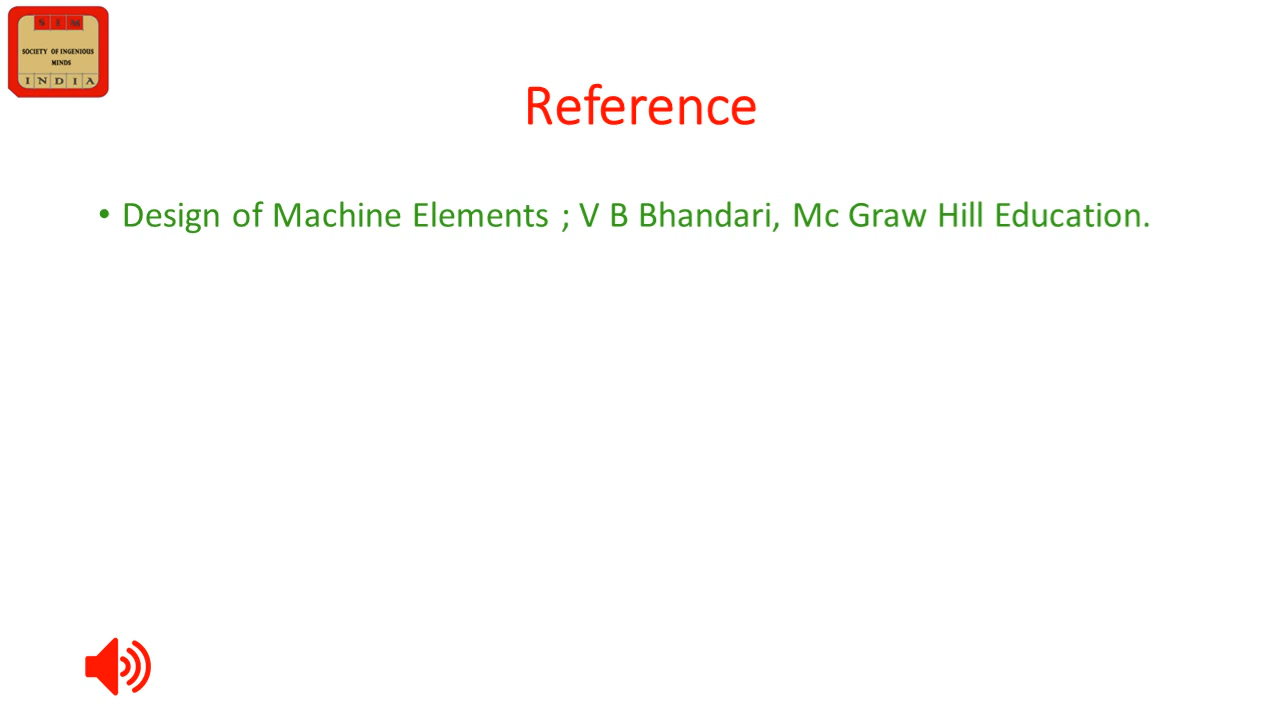 S I M
SOCIETY OF INGENIOUS
MINDS
I N D I A
Reference
• Design of Machine Elements ; V B Bhandari, Mc Graw Hill Education.